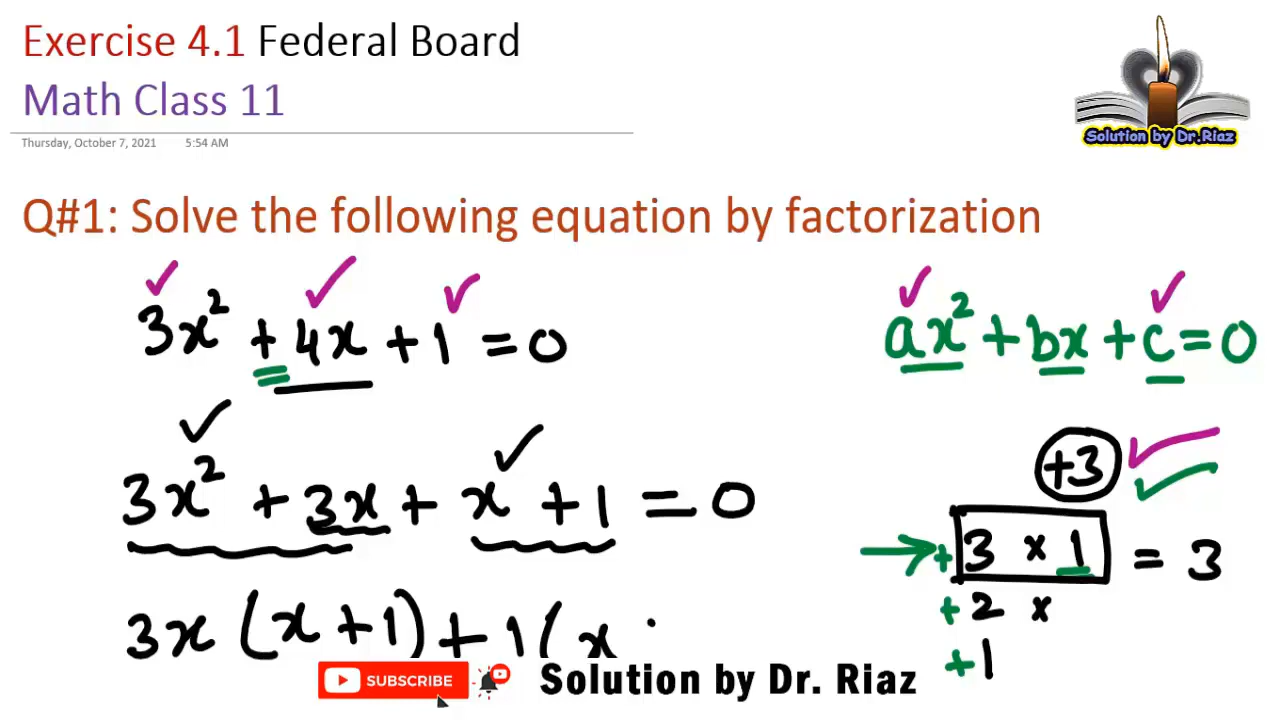 Exercise 4.1 Federal Board
Math Class 11
Thursday, October 7, 2021 5:54 AM
Solution by Dr.Riaz
Q#1: Solve the following equation by factorization
3x² + 4x + 1 = 0
ax² + bx + c = 0
+3
3x² + 3x + x + 1 = 0
+3 × 1 = 3
+2 ×
+1
3x (x + 1) + 1 (x
SUBSCRIBE
Solution by Dr. Riaz